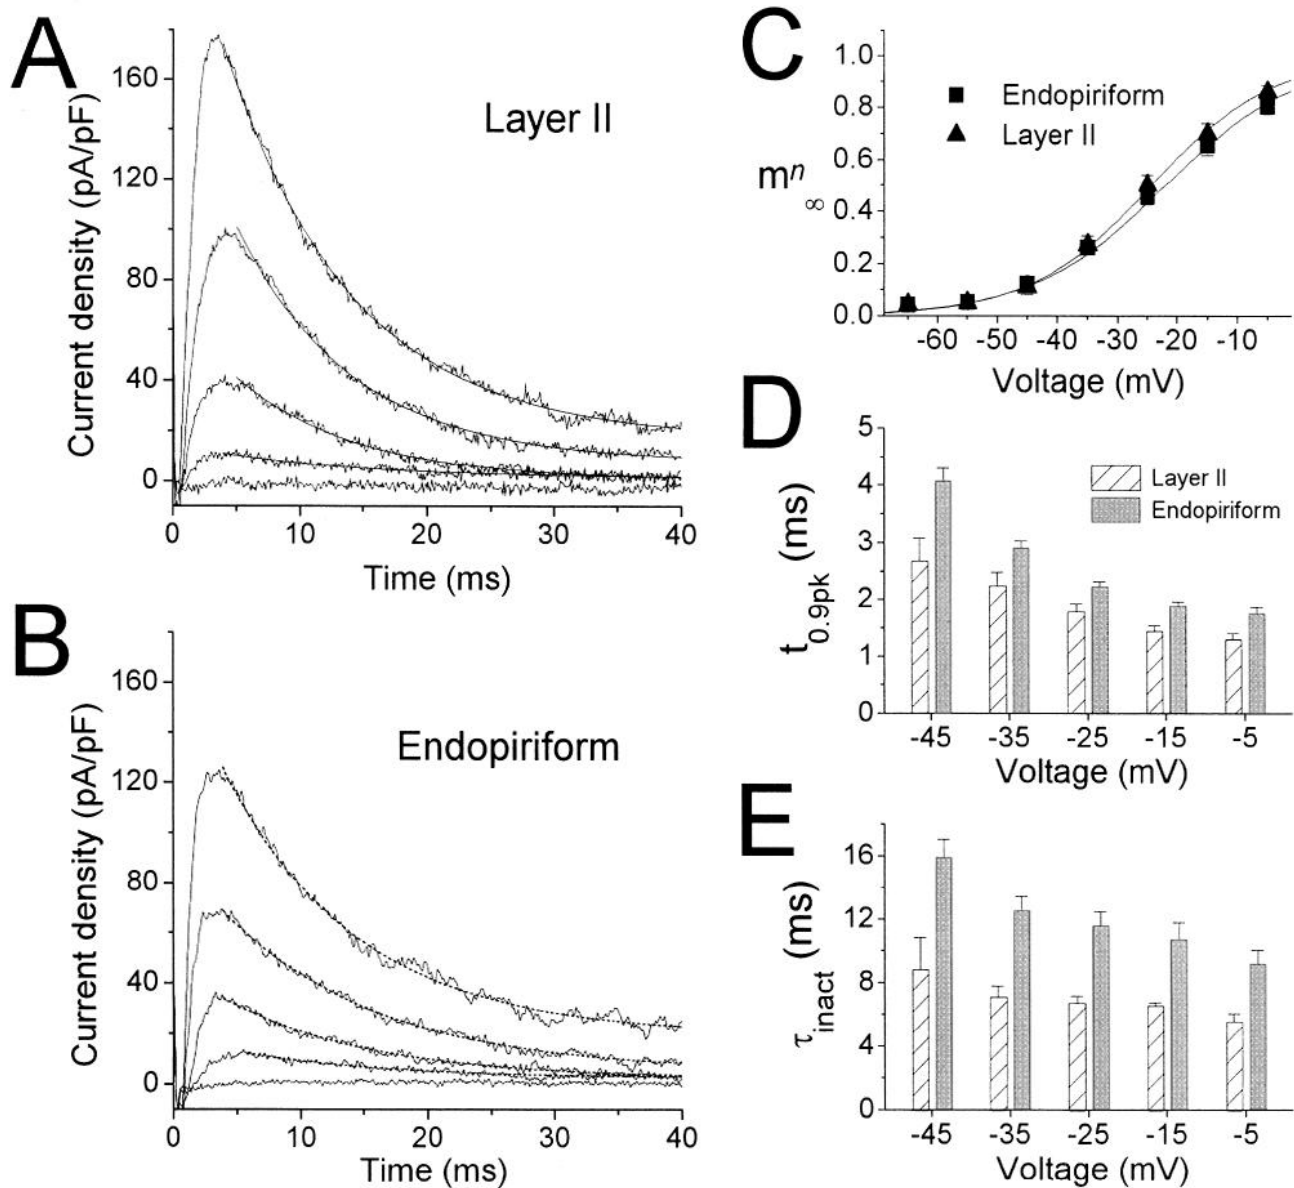 A
Current density (pA/pF)
160
120
80
40
0
Layer II
0 10 20 30 40
Time (ms)
B
Current density (pA/pF)
160
120
80
40
0
Endopiriform
0 10 20 30 40
Time (ms)
C
m^n_∞
1.0
0.8
0.6
0.4
0.2
0.0
Endopiriform
Layer II
-60 -50 -40 -30 -20 -10
Voltage (mV)
D
t_0.9pk (ms)
5
4
3
2
1
0
Layer II
Endopiriform
-45 -35 -25 -15 -5
Voltage (mV)
E
τ_inact (ms)
16
12
8
4
0
-45 -35 -25 -15 -5
Voltage (mV)